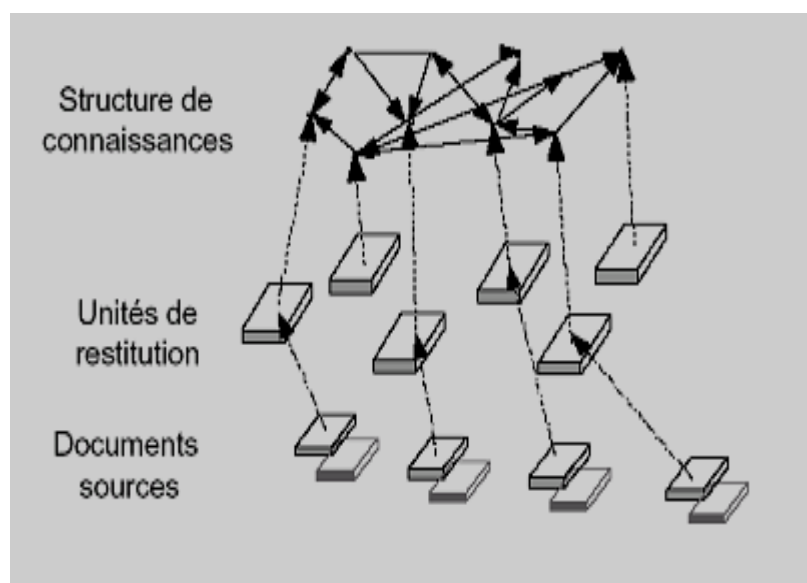 Structure de
connaissances
Unités de
restitution
Documents
sources